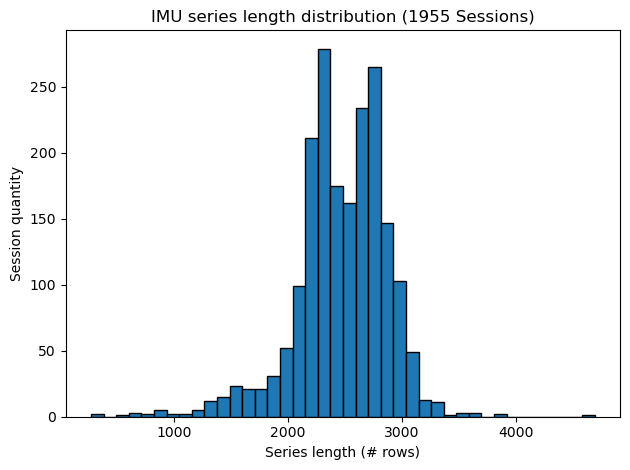 IMU series length distribution (1955 Sessions)
250
200
150
100
50
0
Session quantity
1000 2000 3000 4000
Series length (# rows)